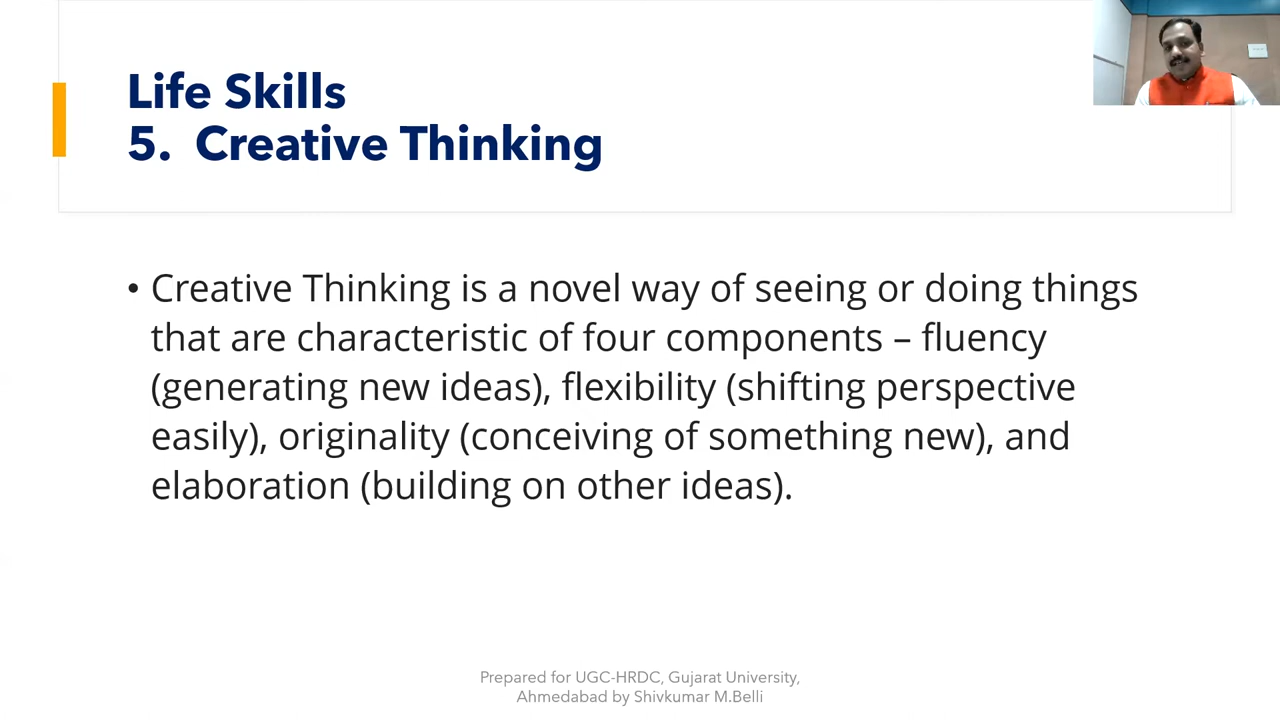 Life Skills
5. Creative Thinking
• Creative Thinking is a novel way of seeing or doing things
that are characteristic of four components – fluency
(generating new ideas), flexibility (shifting perspective
easily), originality (conceiving of something new), and
elaboration (building on other ideas).
Prepared for UGC-HRDC, Gujarat University,
Ahmedabad by Shivkumar M.Belli